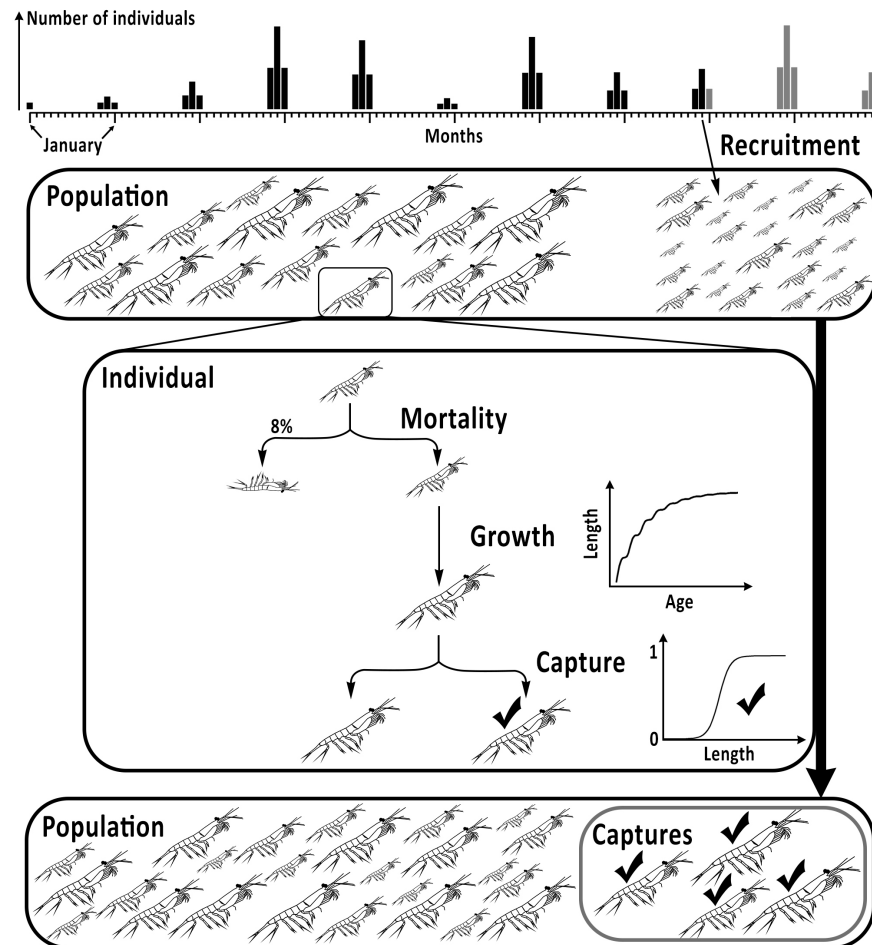 Number of individuals
January
Months
Recruitment
Population
Individual
8%
Mortality
Growth
Length
Age
Capture
1
0
Length
Population
Captures